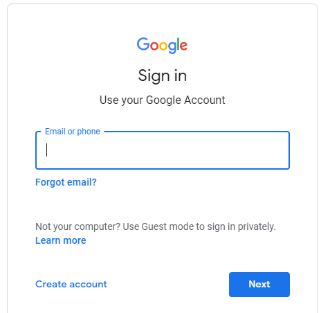 Google
Sign in
Use your Google Account
Email or phone
Forgot email?
Not your computer? Use Guest mode to sign in privately.
Learn more
Create account
Next